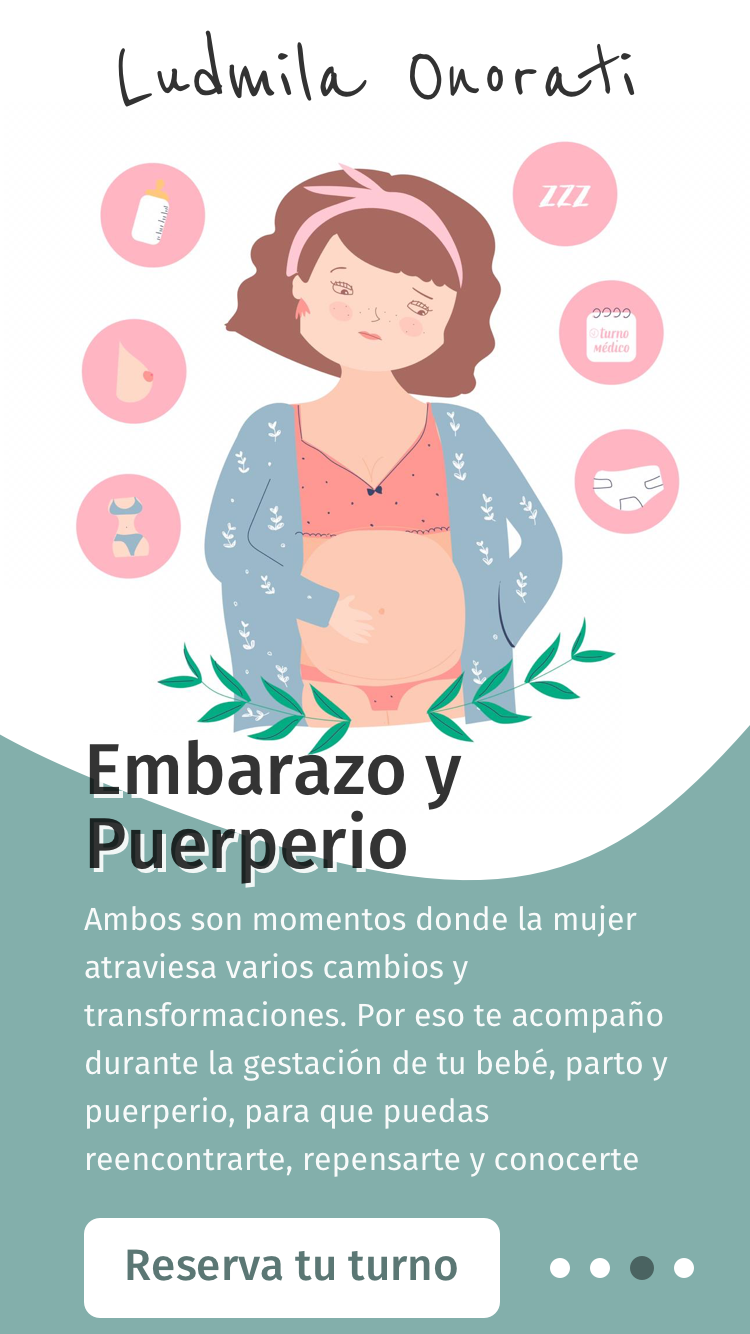 Ludmila Onorati
zzz
turno
médico
Embarazo y
Puerperio
Ambos son momentos donde la mujer
atraviesa varios cambios y
transformaciones. Por eso te acompaño
durante la gestación de tu bebé, parto y
puerperio, para que puedas
reencontrarte, repensarte y conocerte
Reserva tu turno